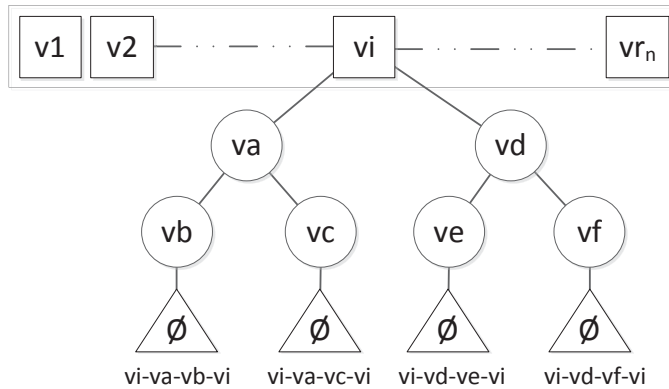 v1 v2 vi vrₙ
va vd
vb vc ve vf
Ø Ø Ø Ø
vi-va-vb-vi vi-va-vc-vi vi-vd-ve-vi vi-vd-vf-vi